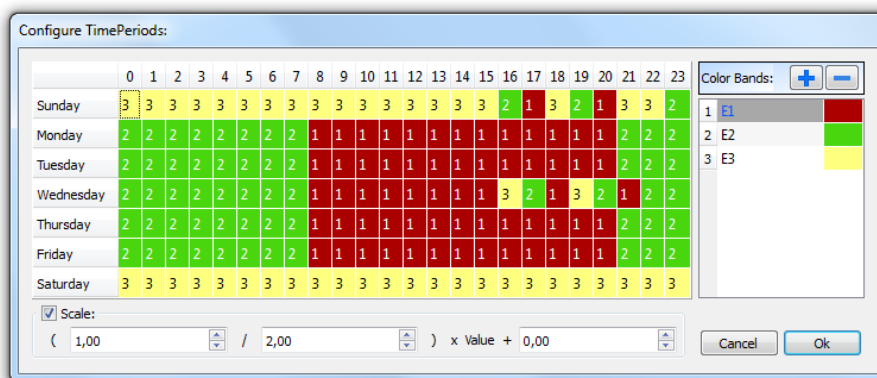 Configure TimePeriods:
0 1 2 3 4 5 6 7 8 9 10 11 12 13 14 15 16 17 18 19 20 21 22 23
Color Bands:
Sunday 3 3 3 3 3 3 3 3 3 3 3 3 3 3 3 3 2 1 3 2 1 3 3 2
1 E1
Monday 2 2 2 2 2 2 2 2 1 1 1 1 1 1 1 1 1 1 1 1 1 2 2 2
2 E2
Tuesday 2 2 2 2 2 2 2 2 1 1 1 1 1 1 1 1 1 1 1 1 1 2 2 2
3 E3
Wednesday 2 2 2 2 2 2 2 2 1 1 1 1 1 1 1 1 3 2 1 3 2 1 2 2
Thursday 2 2 2 2 2 2 2 2 1 1 1 1 1 1 1 1 1 1 1 1 1 2 2 2
Friday 2 2 2 2 2 2 2 2 1 1 1 1 1 1 1 1 1 1 1 1 1 2 2 2
Saturday 3 3 3 3 3 3 3 3 3 3 3 3 3 3 3 3 3 3 3 3 3 3 3 3
Scale:
( 1,00 / 2,00 ) x Value + 0,00
Cancel Ok